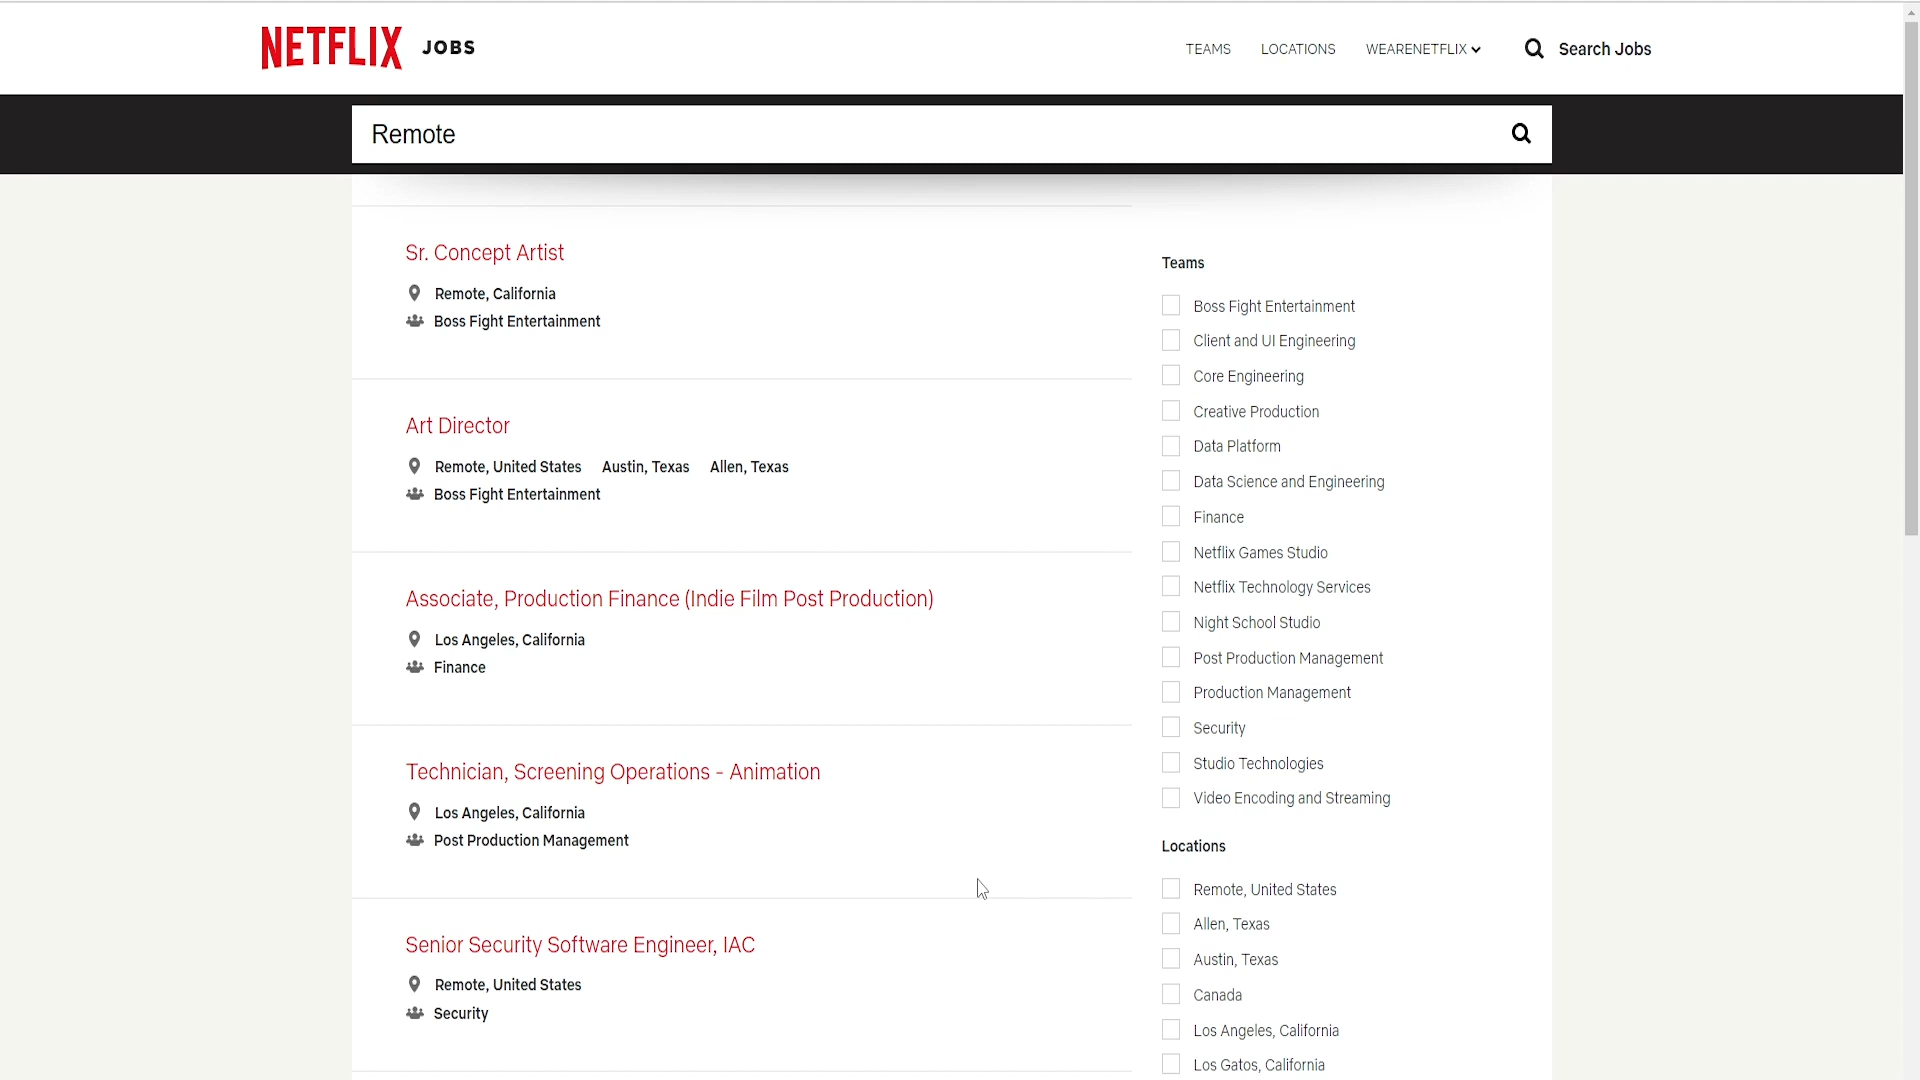 NETFLIX JOBS
TEAMS LOCATIONS WEARENETFLIX Search Jobs
Remote
Sr. Concept Artist
Remote, California
Boss Fight Entertainment
Art Director
Remote, United States Austin, Texas Allen, Texas
Boss Fight Entertainment
Associate, Production Finance (Indie Film Post Production)
Los Angeles, California
Finance
Technician, Screening Operations - Animation
Los Angeles, California
Post Production Management
Senior Security Software Engineer, IAC
Remote, United States
Security
Teams
Boss Fight Entertainment
Client and UI Engineering
Core Engineering
Creative Production
Data Platform
Data Science and Engineering
Finance
Netflix Games Studio
Netflix Technology Services
Night School Studio
Post Production Management
Production Management
Security
Studio Technologies
Video Encoding and Streaming
Locations
Remote, United States
Allen, Texas
Austin, Texas
Canada
Los Angeles, California
Los Gatos, California